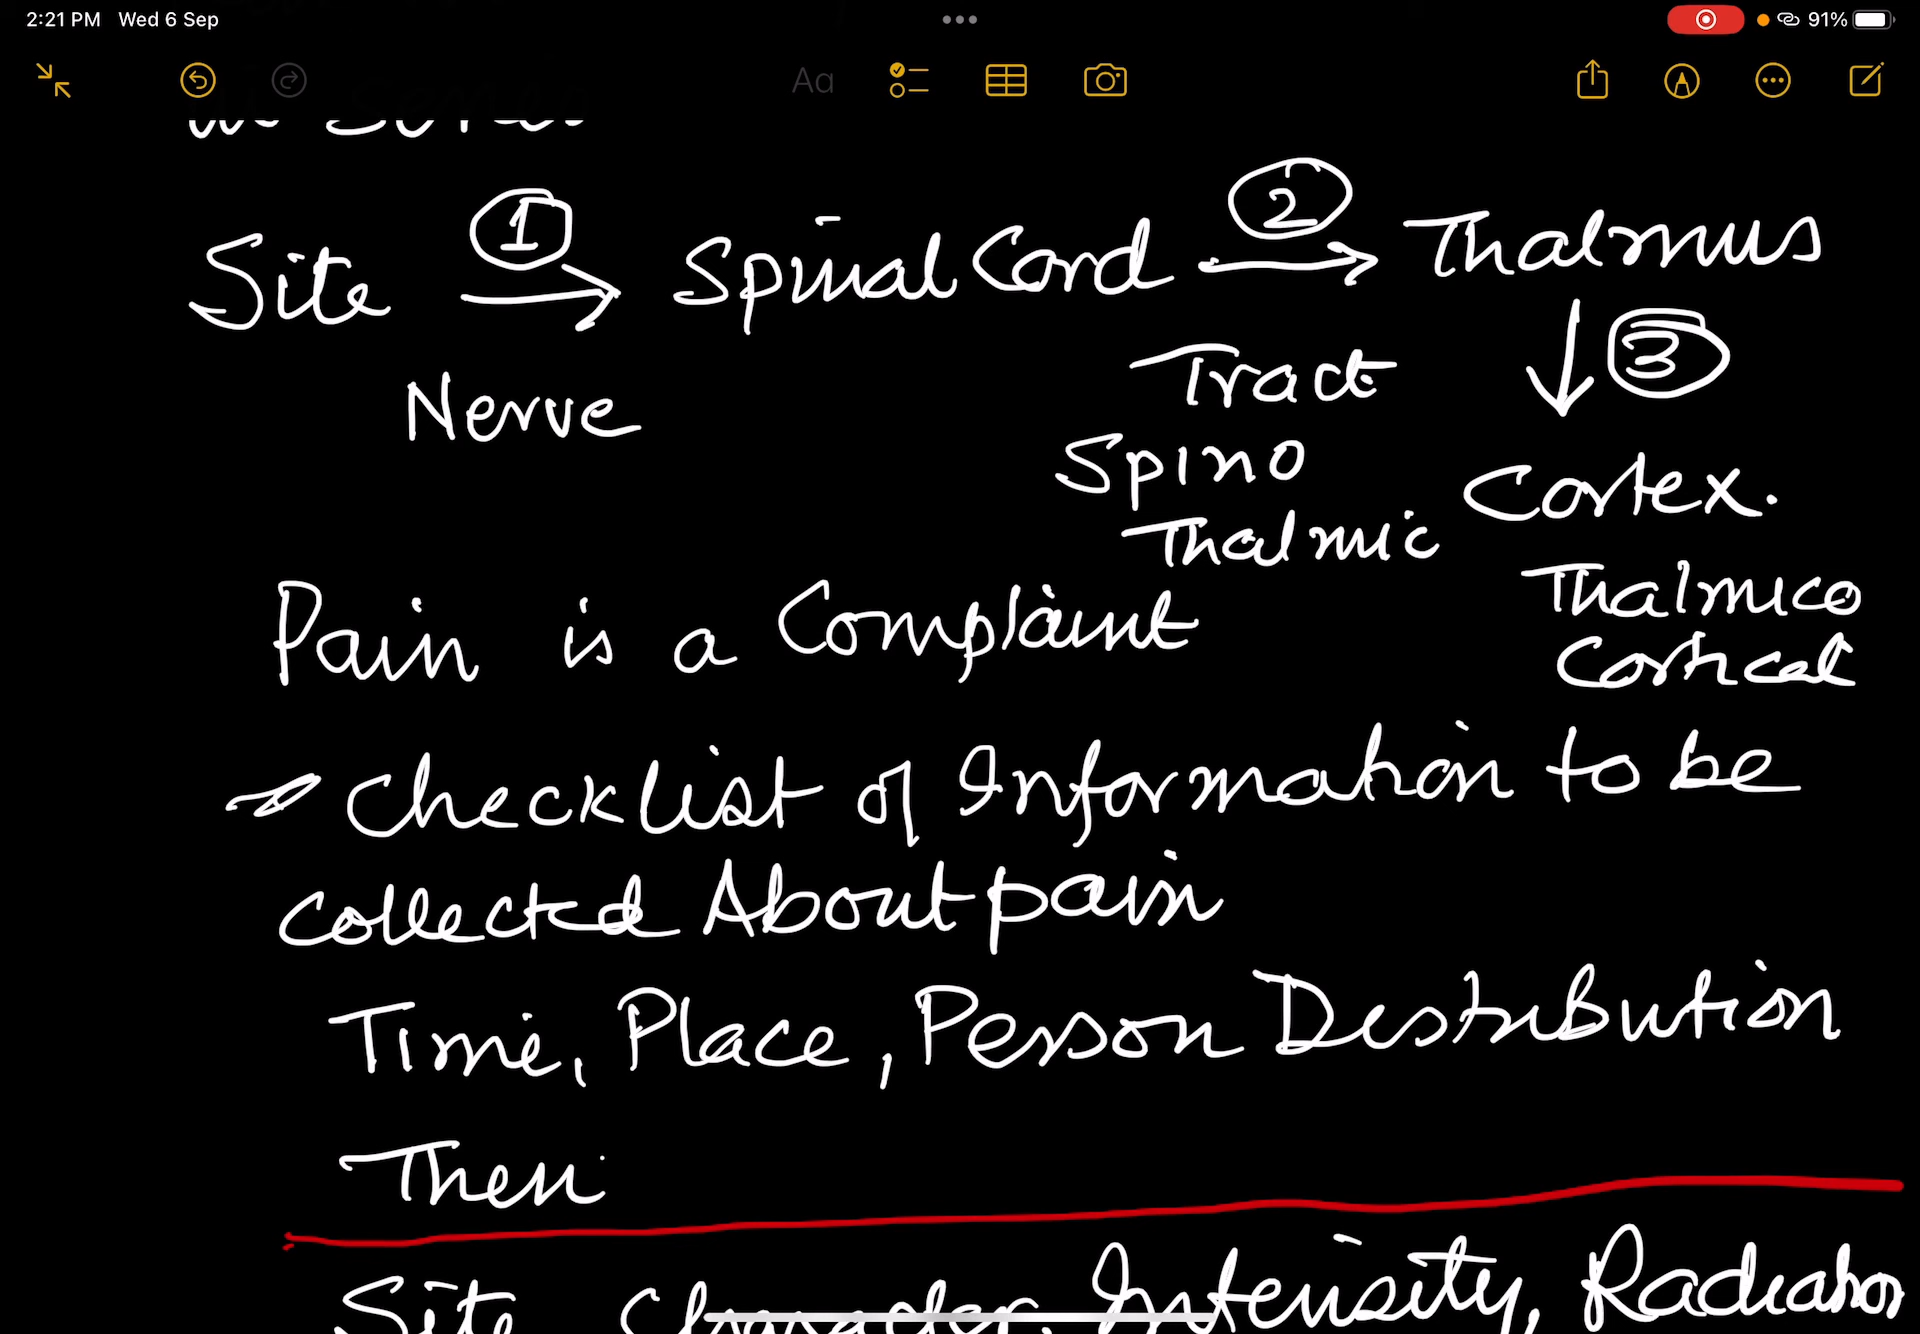 2:21 PM Wed 6 Sep
91%
Aa
① ②
Site → Spinal Cord → Thalmus
③
Nerve Tract
Spino Cortex.
Thalmic
Thalmico
Pain is a Complaint Cortical
Checklist of Information to be
collected About pain
Time, Place, Person Distribution
Then
Site Character, Intensity, Radiation